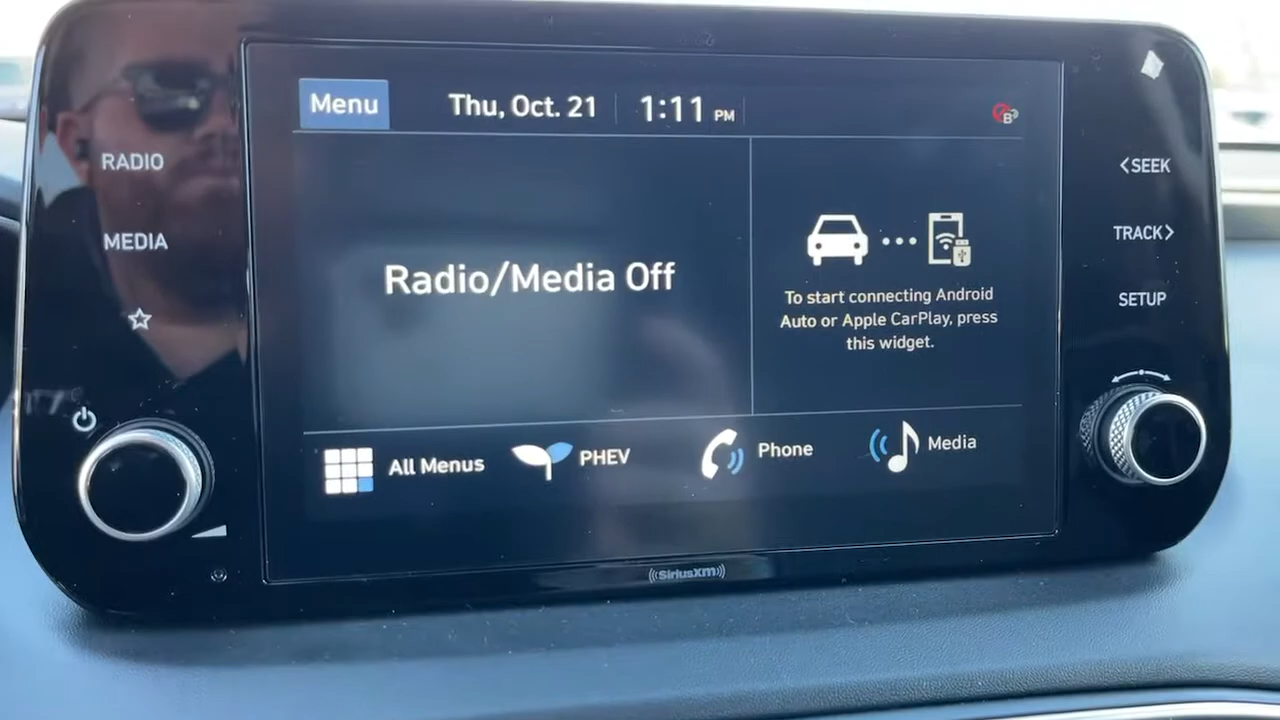 Menu
Thu, Oct. 21
1:11 PM
B
RADIO
MEDIA
<SEEK
TRACK>
SETUP
Radio/Media Off
To start connecting Android
Auto or Apple CarPlay, press
this widget.
All Menus
PHEV
Phone
Media
((SiriusXM))